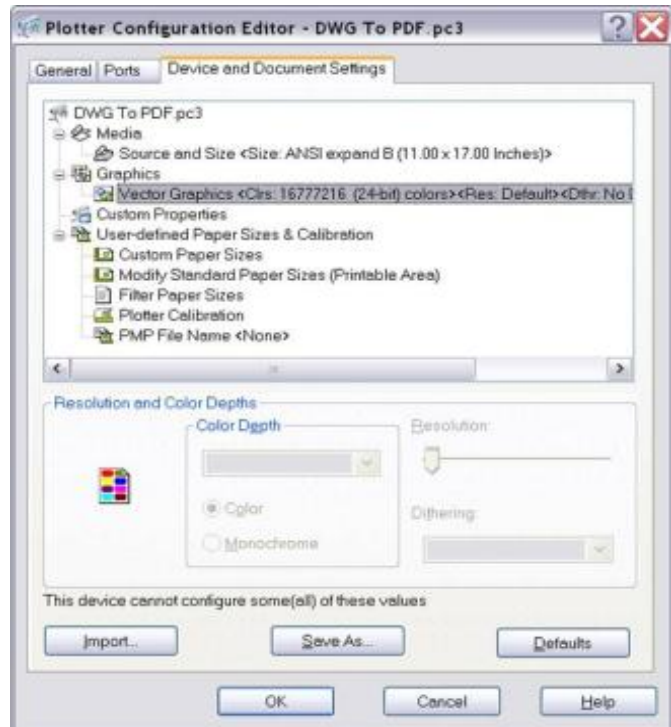 Plotter Configuration Editor - DWG To PDF.pc3
General Ports Device and Document Settings
DWG To PDF.pc3
Media
Source and Size <Size: ANSI expand B (11.00 x 17.00 Inches)>
Graphics
Vector Graphics <Clrs: 16777216 (24-bit) colors><Res: Default><Dthr: No
Custom Properties
User-defined Paper Sizes & Calibration
Custom Paper Sizes
Modify Standard Paper Sizes (Printable Area)
Filter Paper Sizes
Plotter Calibration
PMP File Name <None>
Resolution and Color Depths
Color Depth
Resolution:
Color
Dithering:
Monochrome
This device cannot configure some(all) of these values
Import... Save As... Defaults
OK Cancel Help